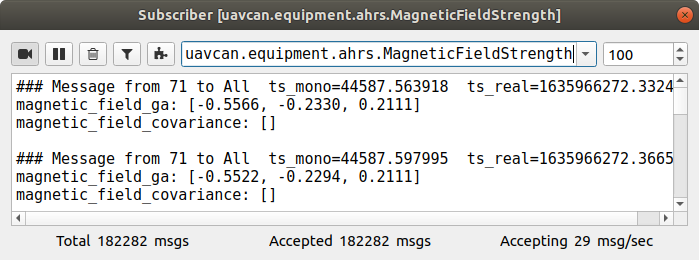 Subscriber [uavcan.equipment.ahrs.MagneticFieldStrength]
uavcan.equipment.ahrs.MagneticFieldStrength 100
### Message from 71 to All  ts_mono=44587.563918  ts_real=1635966272.3324
magnetic_field_ga: [-0.5566, -0.2330, 0.2111]
magnetic_field_covariance: []
### Message from 71 to All  ts_mono=44587.597995  ts_real=1635966272.3665
magnetic_field_ga: [-0.5522, -0.2294, 0.2111]
magnetic_field_covariance: []
Total 182282 msgs Accepted 182282 msgs Accepting 29 msg/sec